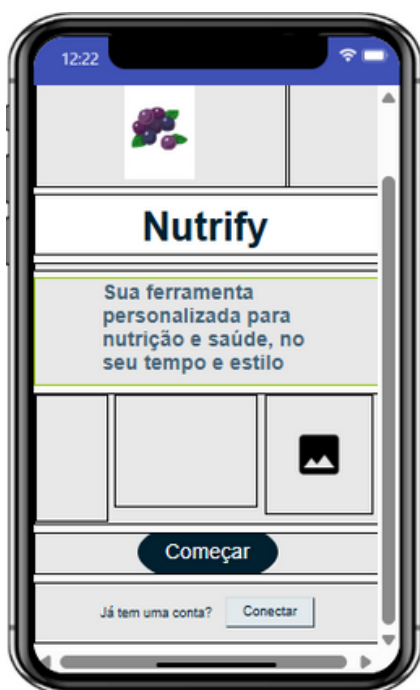 12:22
Nutrify
Sua ferramenta
personalizada para
nutrição e saúde, no
seu tempo e estilo
Começar
Já tem uma conta? Conectar